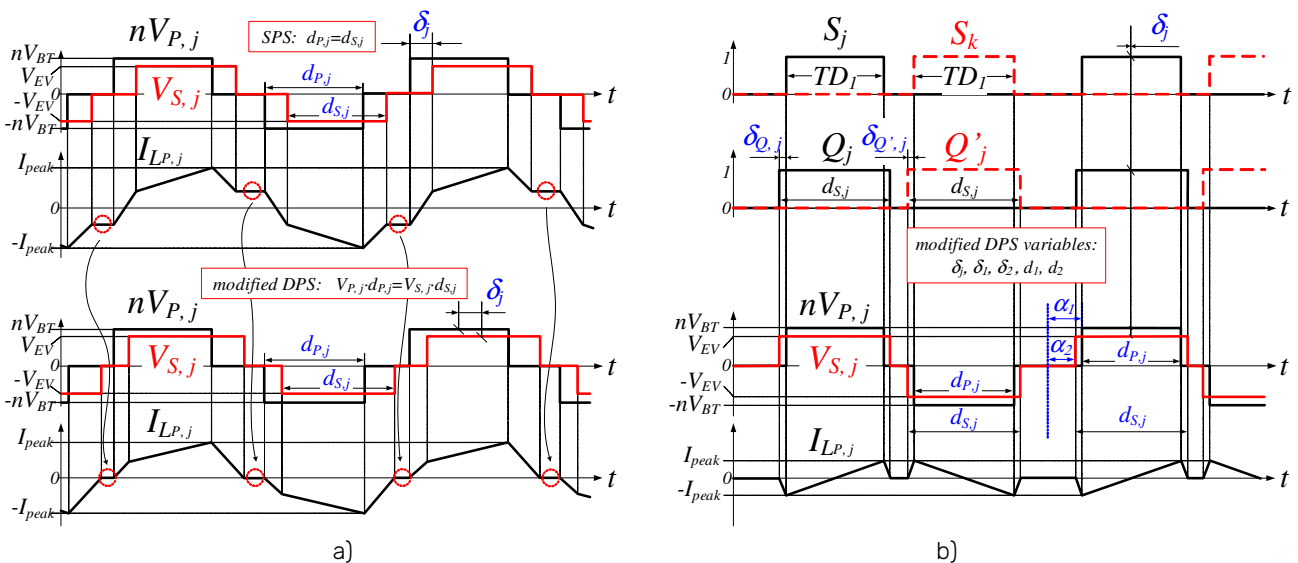 nV_{P, j}
SPS: d_{P,j}=d_{S,j}
δ_j
nV_{BT}
V_{EV}
d_{P,j}
V_{S, j}
0
t
-V_{EV}
d_{S,j}
-nV_{BT}
I_{L_{P, j}}
I_{peak}
0
t
-I_{peak}
modified DPS: V_{P,j}·d_{P,j}=V_{S,j}·d_{S,j}
nV_{P, j}
δ_j
nV_{BT}
V_{EV}
d_{P,j}
V_{S, j}
0
t
-V_{EV}
d_{S,j}
-nV_{BT}
I_{L_{P, j}}
I_{peak}
0
t
-I_{peak}
a)
S_j
S_k
δ_j
1
TD_1
TD_1
0
t
δ_{Q, j}
Q_j
δ_{Q', j}
Q'_j
1
d_{S,j}
d_{S,j}
0
t
modified DPS variables:
δ_j, δ_1, δ_2, d_1, d_2
nV_{P, j}
α_1
nV_{BT}
V_{EV}
V_{S, j}
α_2
d_{P,j}
0
t
-V_{EV}
d_{P,j}
-nV_{BT}
d_{S,j}
d_{S,j}
I_{L_{P, j}}
I_{peak}
0
t
-I_{peak}
b)